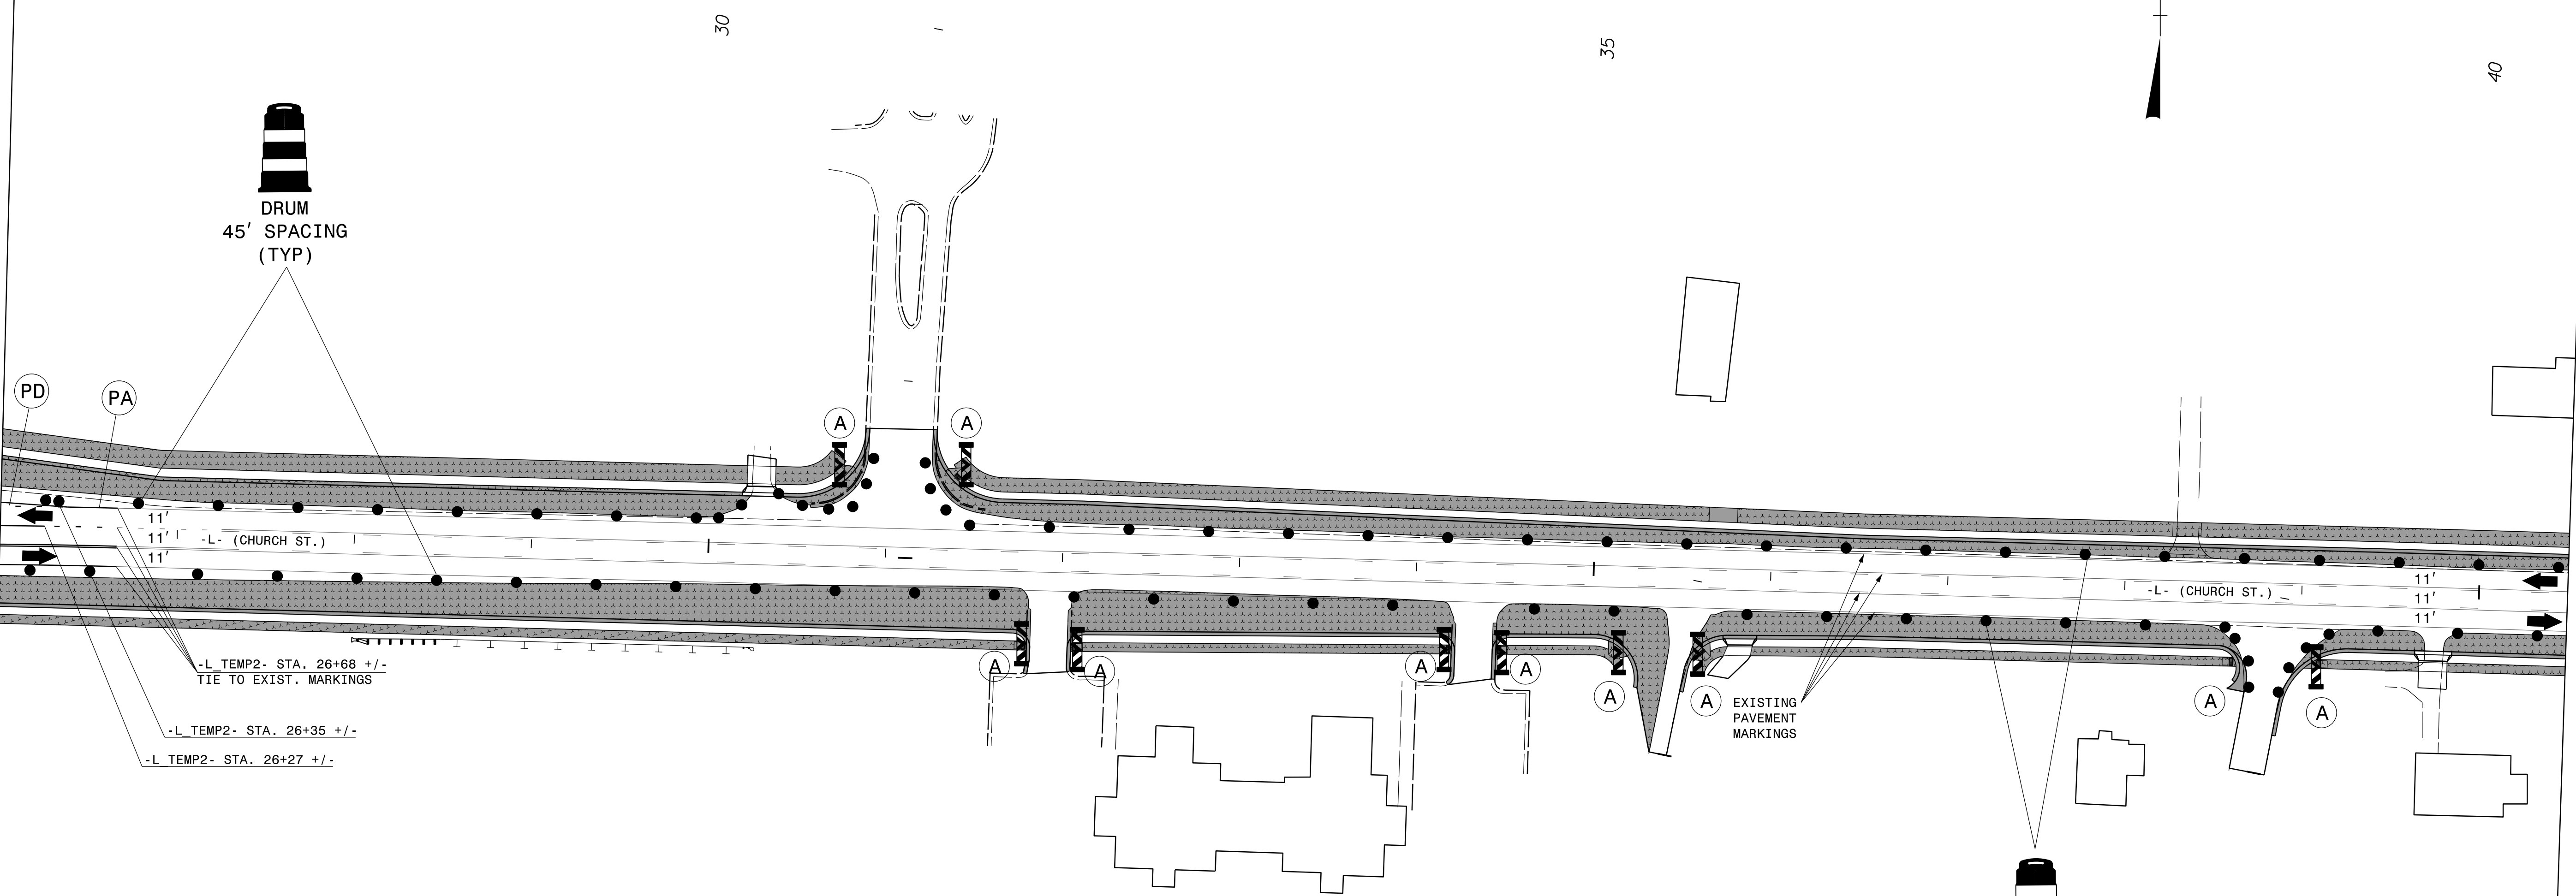 30
35
40
DRUM
45' SPACING
(TYP)
PD
PA
A
A
11'
11'
11'
-L- (CHURCH ST.)
-L- (CHURCH ST.)
11'
11'
11'
-L_TEMP2- STA. 26+68 +/-
TIE TO EXIST. MARKINGS
-L_TEMP2- STA. 26+35 +/-
-L_TEMP2- STA. 26+27 +/-
A
A
A
A
A
A
EXISTING
PAVEMENT
MARKINGS
A
A